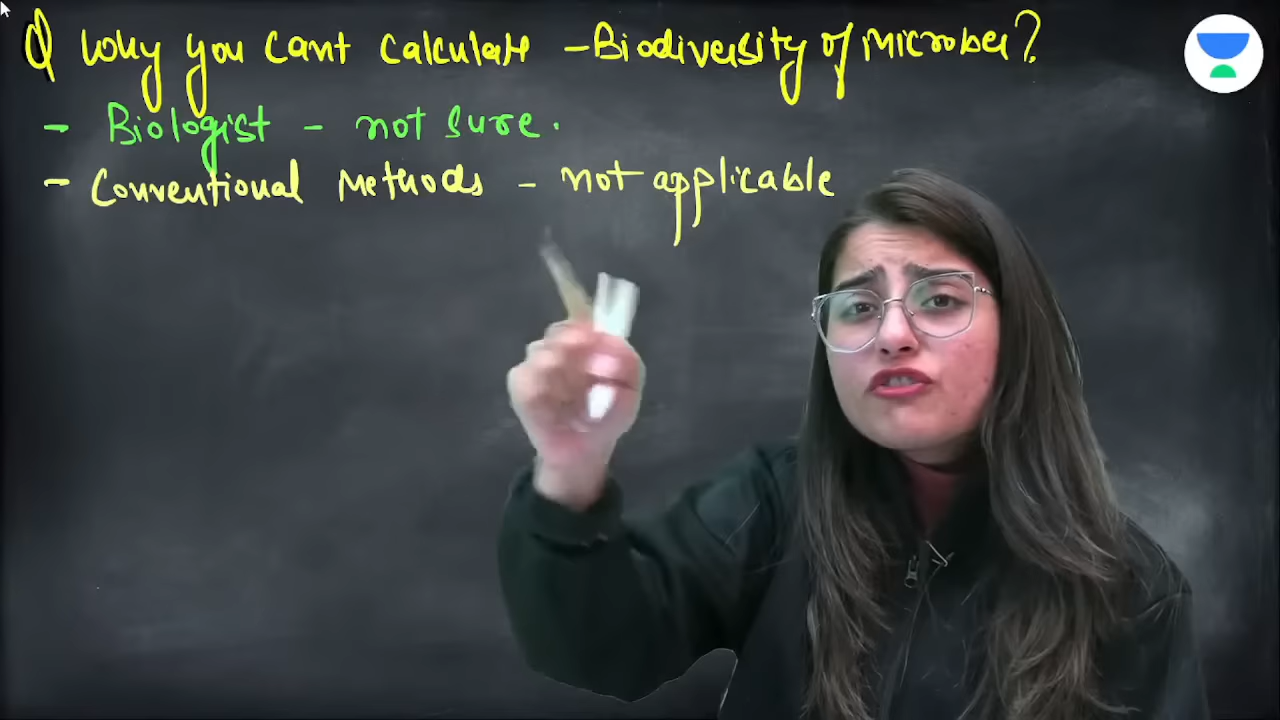 Q Why you cant calculate - Biodiversity of Microbes?
- Biologist - not sure.
- Conventional Methods - not applicable